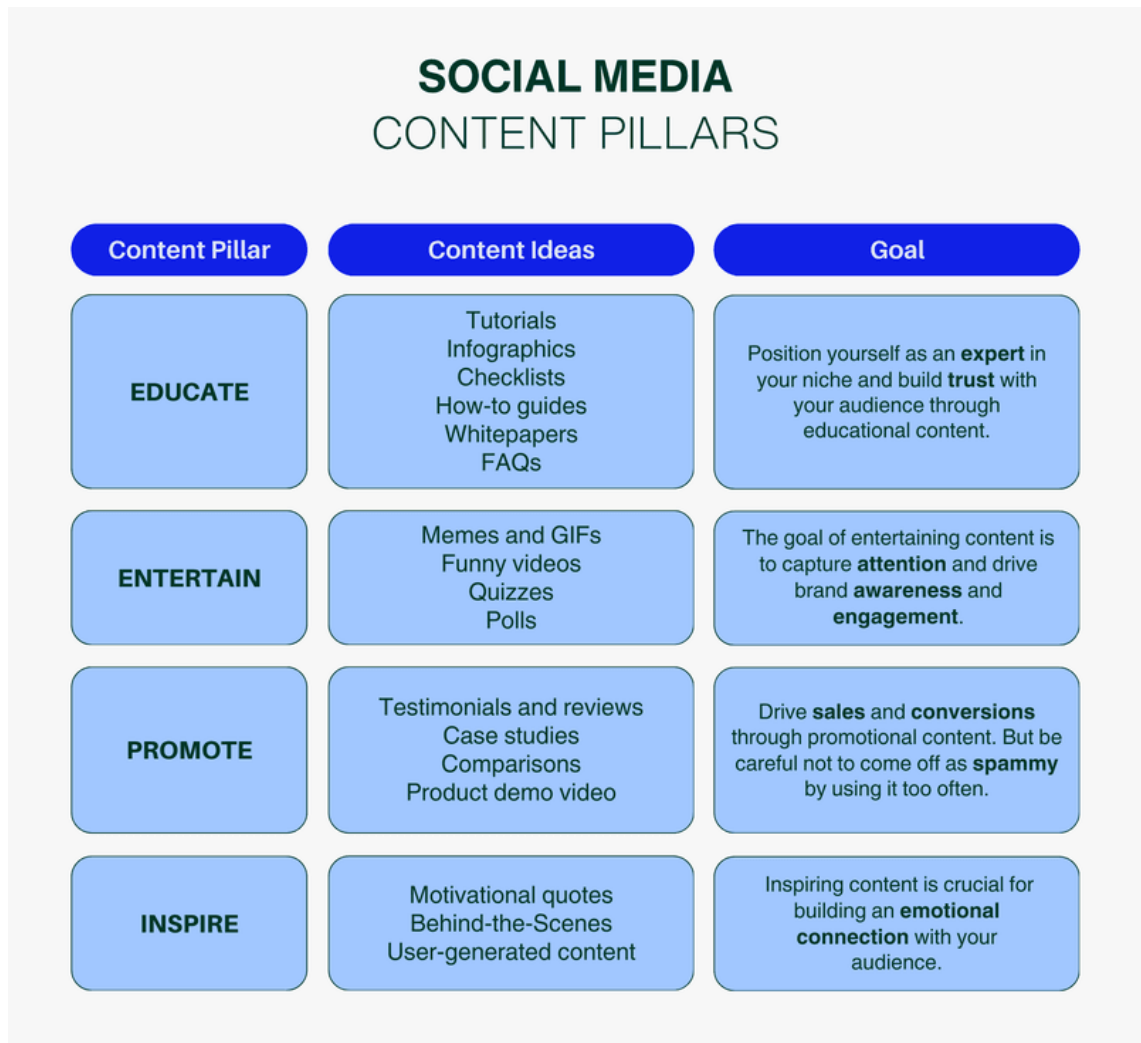 SOCIAL MEDIA
CONTENT PILLARS
Content Pillar
Content Ideas
Goal
EDUCATE
Tutorials
Infographics
Checklists
How-to guides
Whitepapers
FAQs
Position yourself as an expert in
your niche and build trust with
your audience through
educational content.
ENTERTAIN
Memes and GIFs
Funny videos
Quizzes
Polls
The goal of entertaining content is
to capture attention and drive
brand awareness and
engagement.
PROMOTE
Testimonials and reviews
Case studies
Comparisons
Product demo video
Drive sales and conversions
through promotional content. But be
careful not to come off as spammy
by using it too often.
INSPIRE
Motivational quotes
Behind-the-Scenes
User-generated content
Inspiring content is crucial for
building an emotional
connection with your
audience.